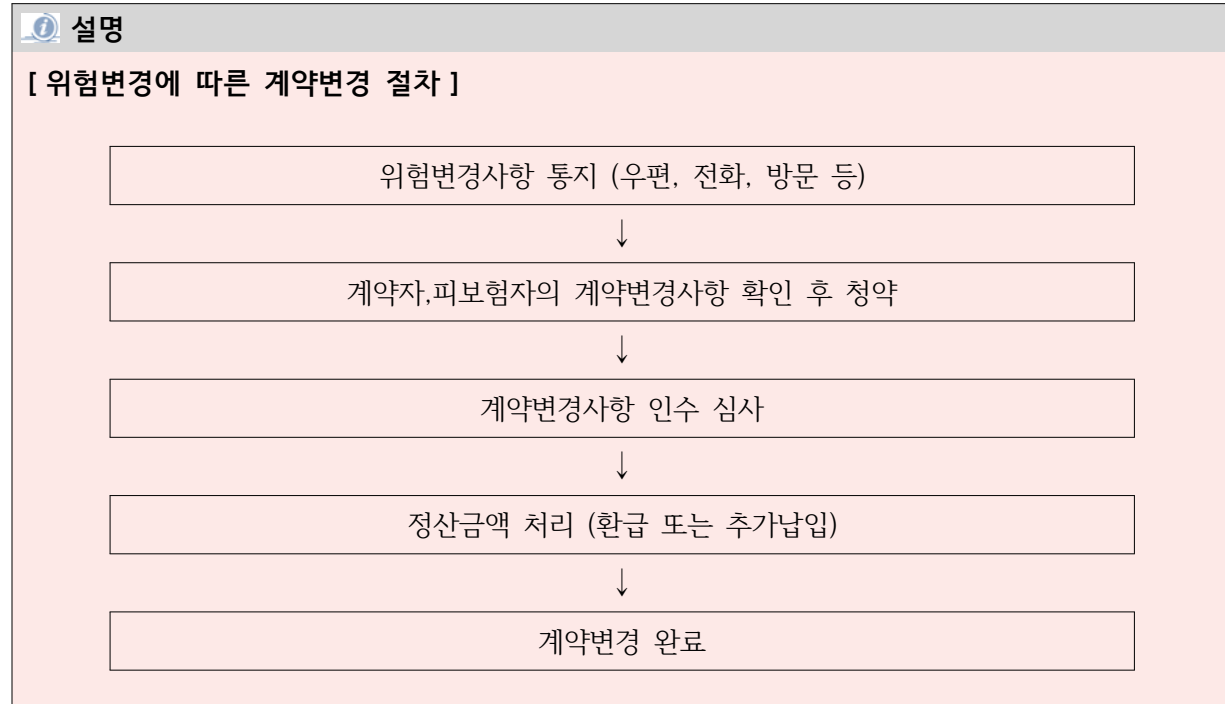 설명
[ 위험변경에 따른 계약변경 절차 ]
위험변경사항 통지 (우편, 전화, 방문 등)
↓
계약자,피보험자의 계약변경사항 확인 후 청약
↓
계약변경사항 인수 심사
↓
정산금액 처리 (환급 또는 추가납입)
↓
계약변경 완료